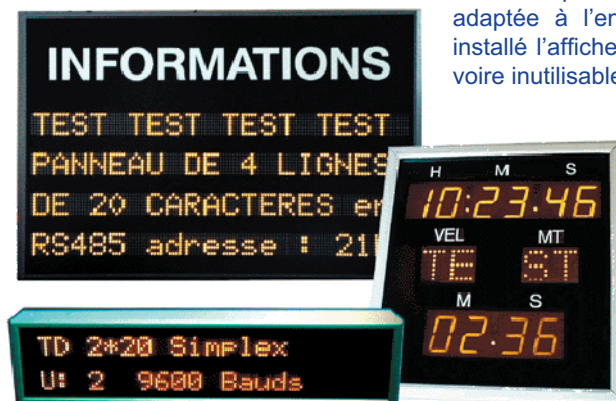 adaptée à l'en
installé l'affiche
voire inutilisable
INFORMATIONS
TEST TEST TEST TEST
PANNEAU DE 4 LIGNES
DE 20 CARACTERES en
RS485 adresse : 21
H M S
10:23.46
VEL MT
TE ST
M S
02.36
TD 2*20 Simplex
U: 2 9600 Bauds